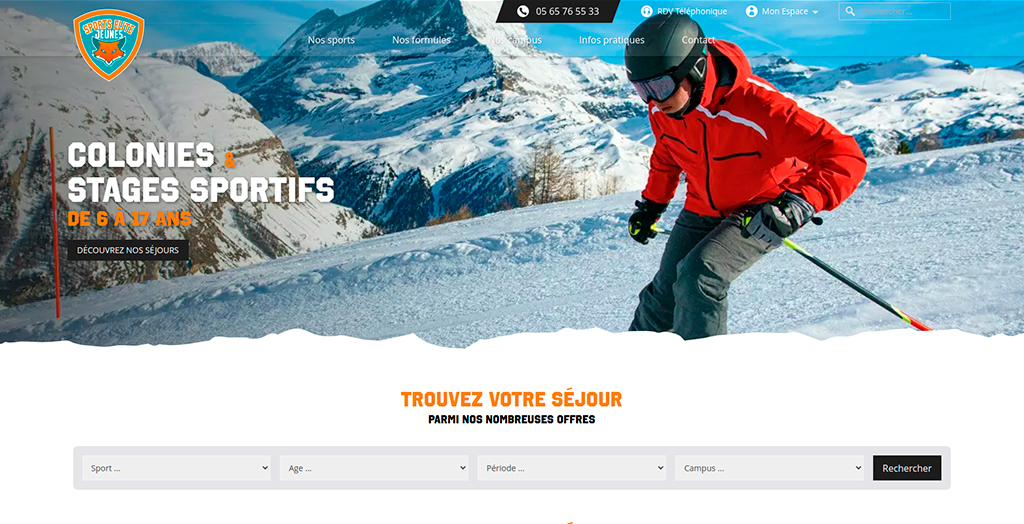 SPORTS ELITE
JEUNES
05 65 76 55 33
RDV Téléphonique
Mon Espace
Rechercher...
Nos sports
Nos formules
Nos campus
Infos pratiques
Contact
COLONIES &
STAGES SPORTIFS
DE 6 À 17 ANS
DÉCOUVREZ NOS SÉJOURS
TROUVEZ VOTRE SÉJOUR
PARMI NOS NOMBREUSES OFFRES
Sport ...
Age ...
Période ...
Campus ...
Rechercher